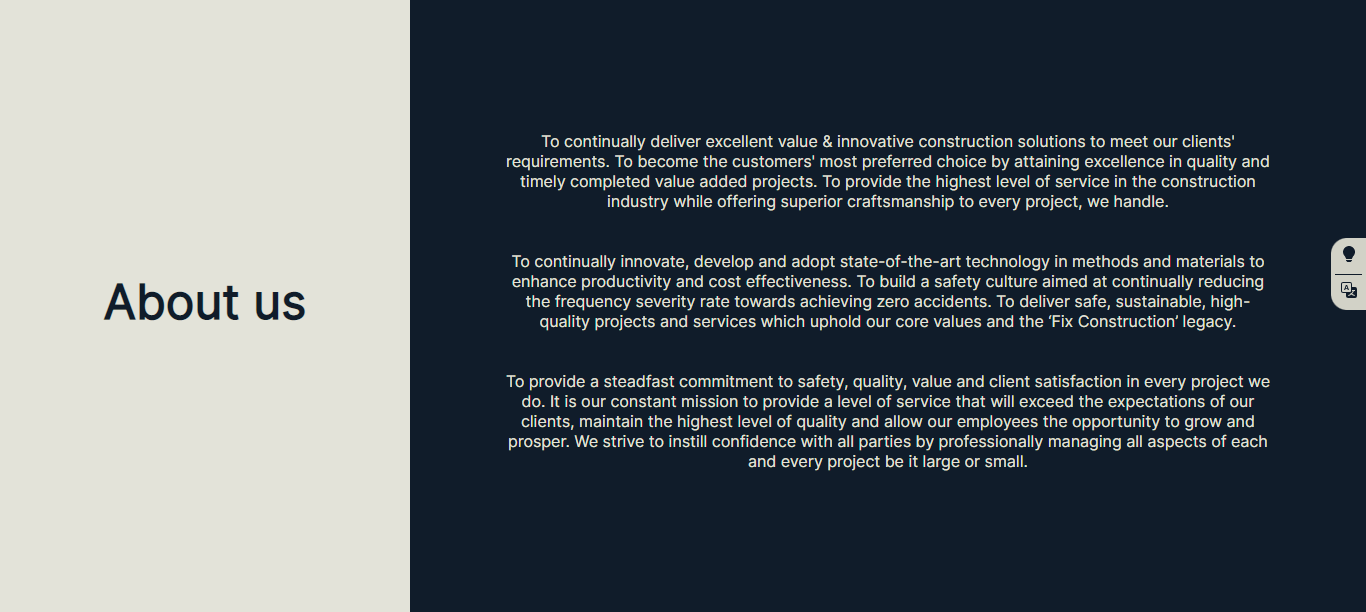 About us
To continually deliver excellent value & innovative construction solutions to meet our clients'
requirements. To become the customers' most preferred choice by attaining excellence in quality and
timely completed value added projects. To provide the highest level of service in the construction
industry while offering superior craftsmanship to every project, we handle.
To continually innovate, develop and adopt state-of-the-art technology in methods and materials to
enhance productivity and cost effectiveness. To build a safety culture aimed at continually reducing
the frequency severity rate towards achieving zero accidents. To deliver safe, sustainable, high-
quality projects and services which uphold our core values and the ‘Fix Construction’ legacy.
To provide a steadfast commitment to safety, quality, value and client satisfaction in every project we
do. It is our constant mission to provide a level of service that will exceed the expectations of our
clients, maintain the highest level of quality and allow our employees the opportunity to grow and
prosper. We strive to instill confidence with all parties by professionally managing all aspects of each
and every project be it large or small.